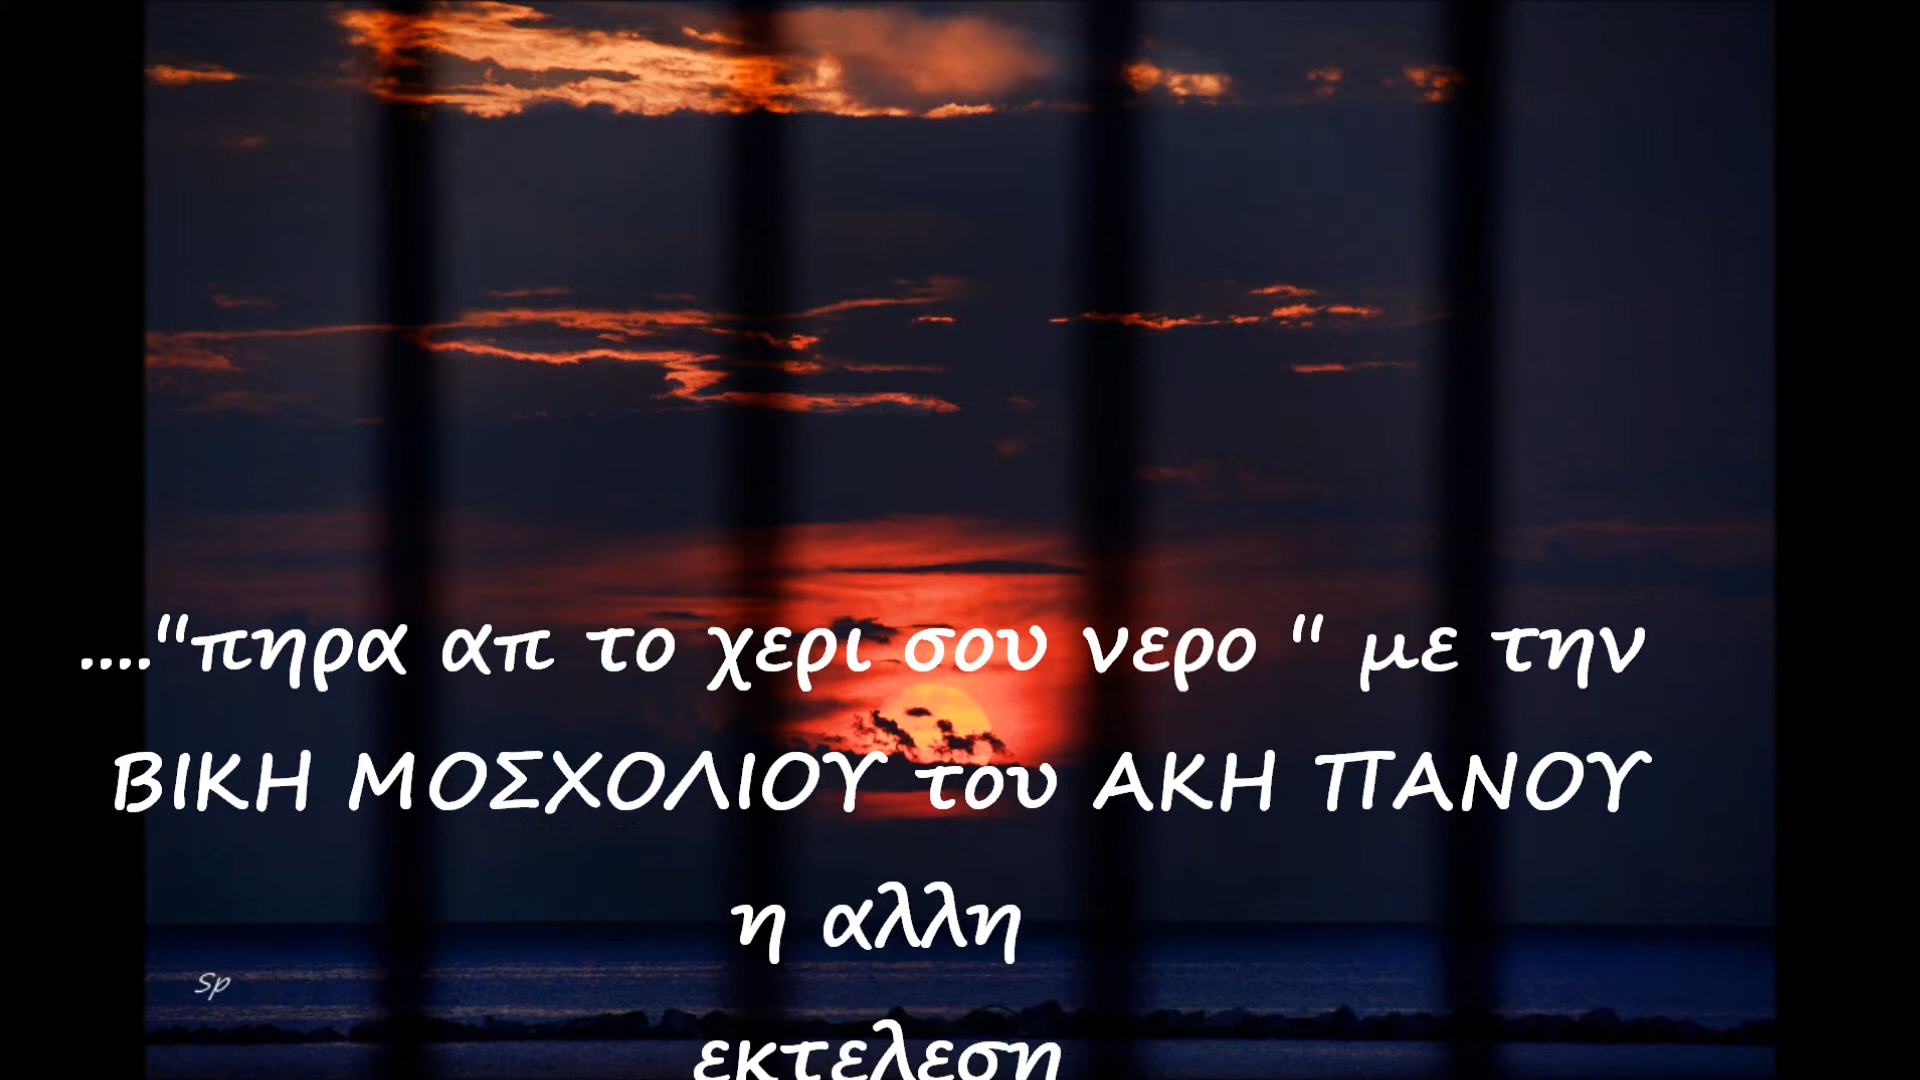 ...."πηρα απ το χερι σου νερο " με την
ΒΙΚΗ ΜΟΣΧΟΛΙΟΥ του ΑΚΗ ΠΑΝΟΥ
η αλλη
εκτελεση
Sp